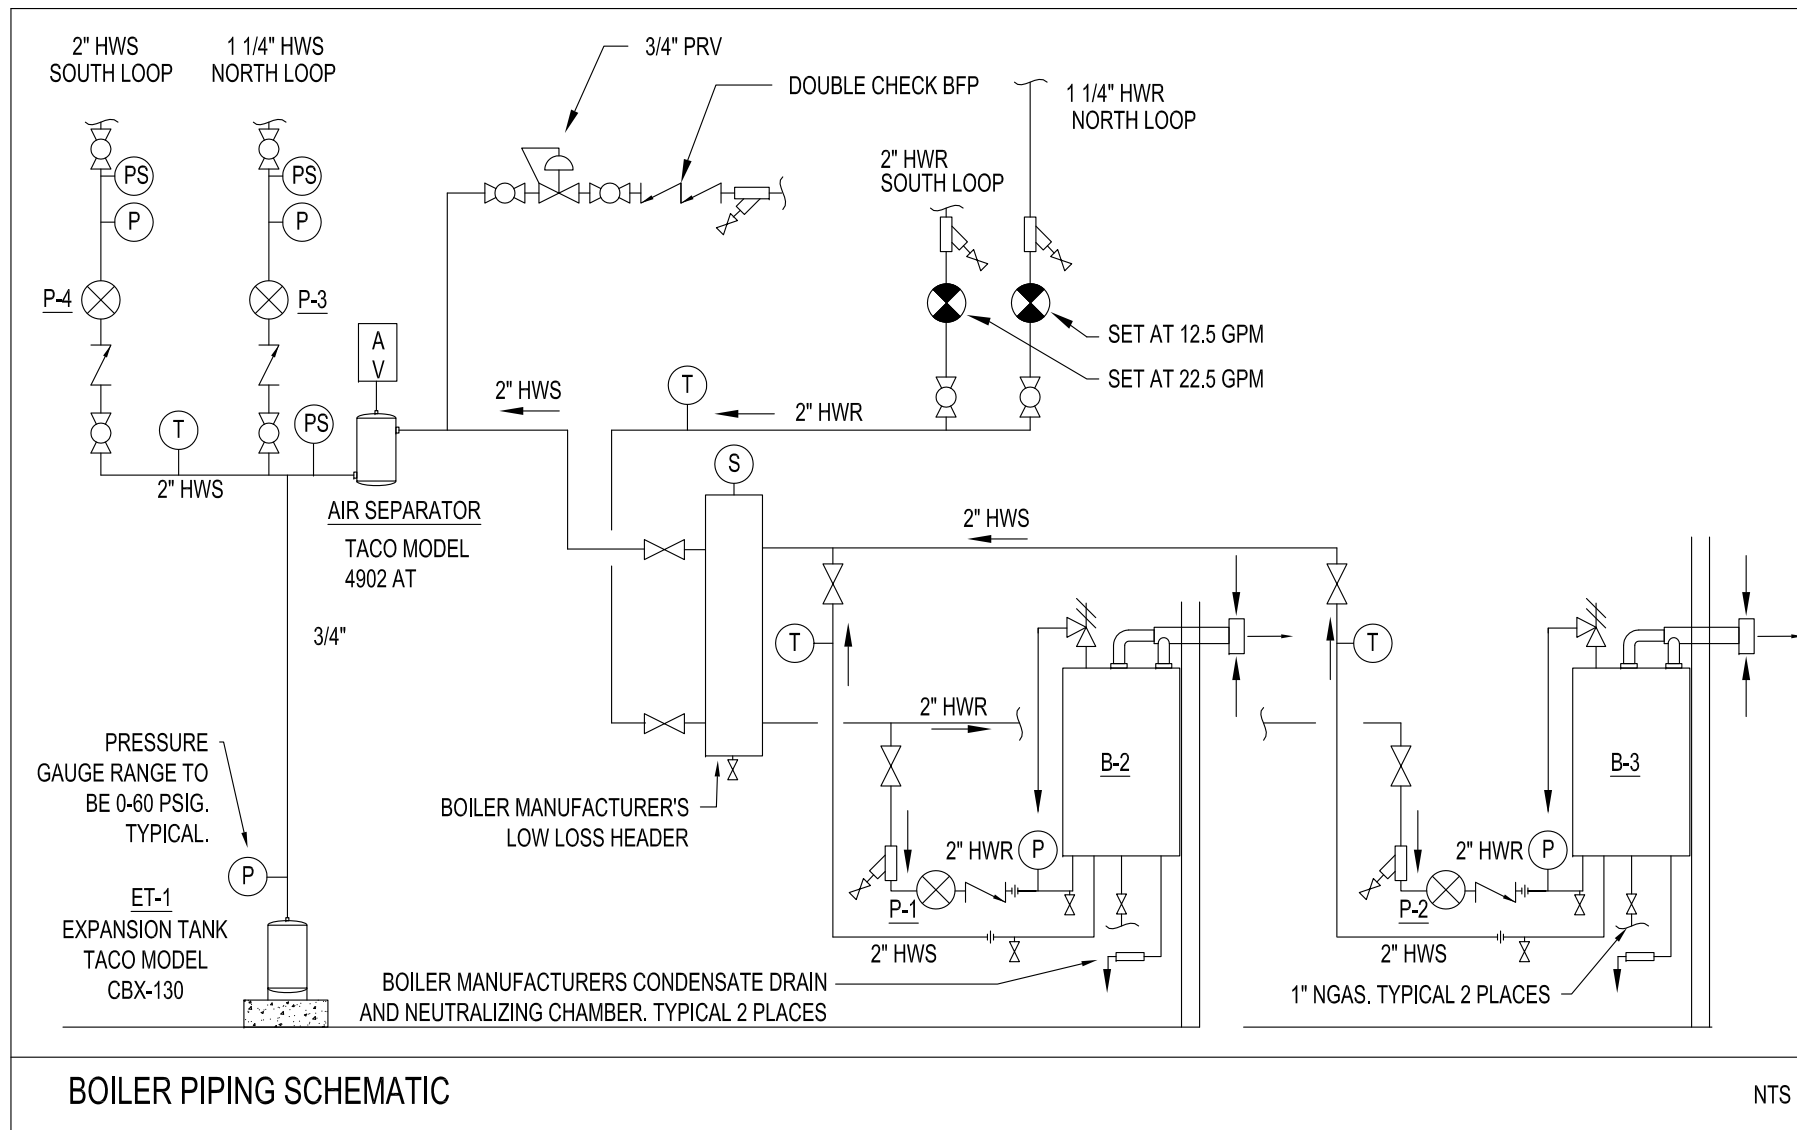 2" HWS
SOUTH LOOP
1 1/4" HWS
NORTH LOOP
3/4" PRV
DOUBLE CHECK BFP
1 1/4" HWR
NORTH LOOP
2" HWR
SOUTH LOOP
PS
PS
P
P
P-4
P-3
A
V
SET AT 12.5 GPM
SET AT 22.5 GPM
T
PS
2" HWS
T
2" HWR
2" HWS
S
AIR SEPARATOR
TACO MODEL
4902 AT
2" HWS
3/4"
T
T
2" HWR
B-2
B-3
PRESSURE
GAUGE RANGE TO
BE 0-60 PSIG.
TYPICAL.
BOILER MANUFACTURER'S
LOW LOSS HEADER
P
2" HWR
P
2" HWR
P
P-1
P-2
ET-1
EXPANSION TANK
TACO MODEL
CBX-130
2" HWS
2" HWS
BOILER MANUFACTURERS CONDENSATE DRAIN
AND NEUTRALIZING CHAMBER. TYPICAL 2 PLACES
1" NGAS. TYPICAL 2 PLACES
BOILER PIPING SCHEMATIC
NTS